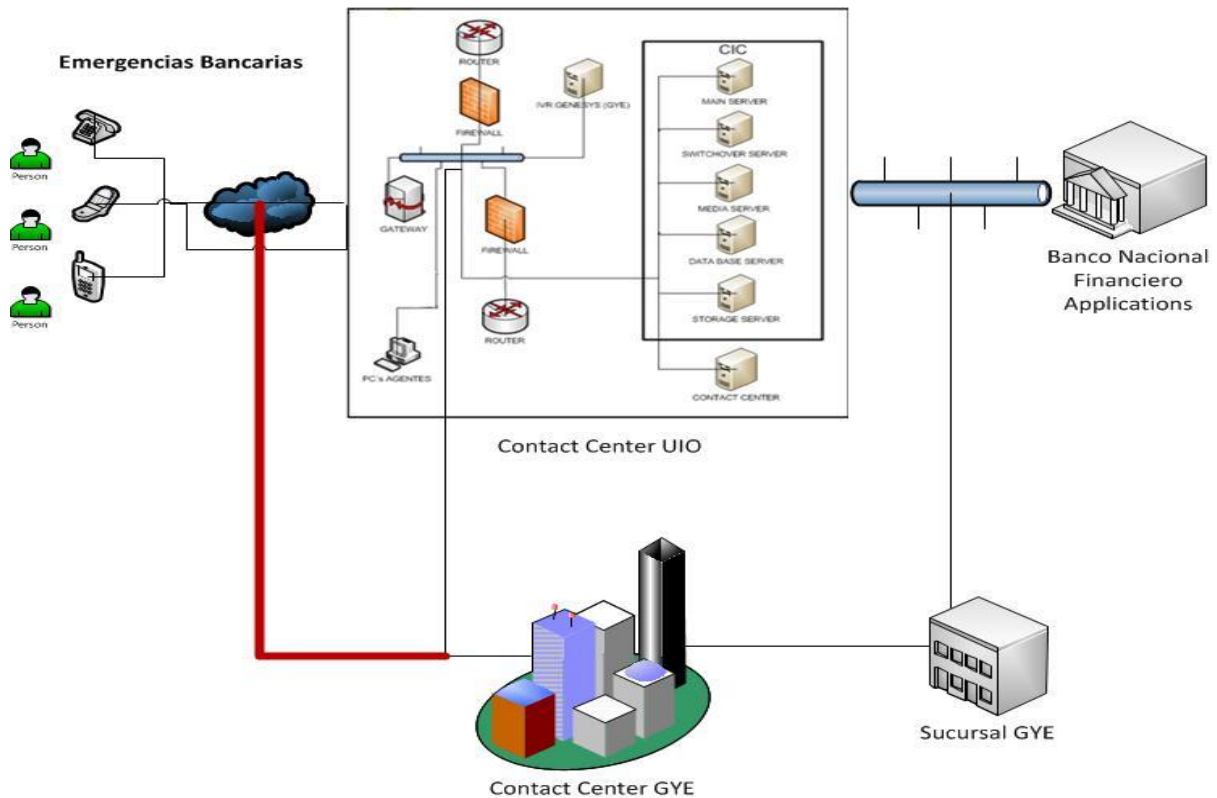 Emergencias Bancarias
Person
Person
Person
ROUTER
FIREWALL
IVR GENESYS (GYE)
GATEWAY
FIREWALL
ROUTER
PC's AGENTES
CIC
MAIN SERVER
SWITCHOVER SERVER
MEDIA SERVER
DATA BASE SERVER
STORAGE SERVER
CONTACT CENTER
Contact Center UIO
Banco Nacional
Financiero
Applications
Contact Center GYE
Sucursal GYE